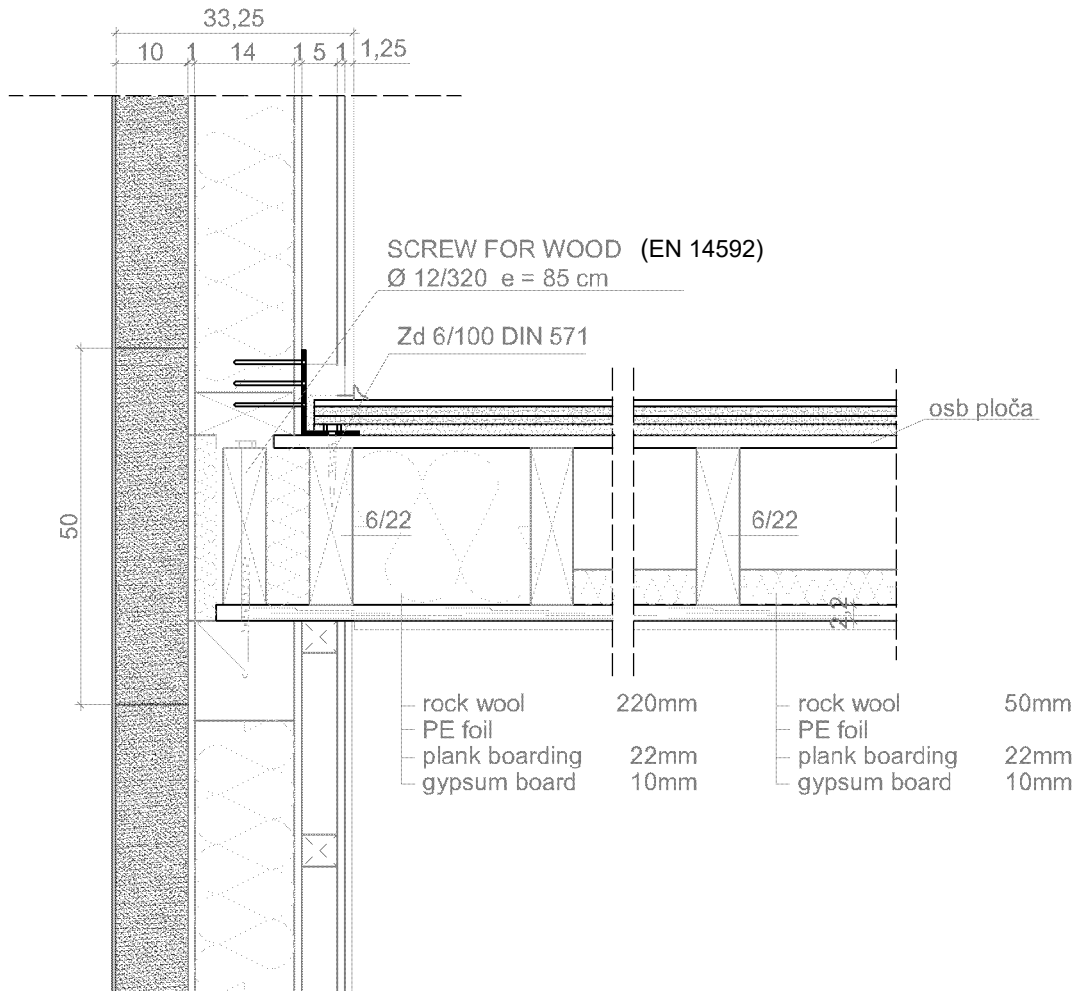 33,25
10 1 14 1 5 1 1,25
SCREW FOR WOOD (EN 14592)
Ø 12/320 e = 85 cm
Zd 6/100 DIN 571
osb ploča
50
6/22
6/22
2,2
rock wool 220mm
PE foil
plank boarding 22mm
gypsum board 10mm
rock wool 50mm
PE foil
plank boarding 22mm
gypsum board 10mm